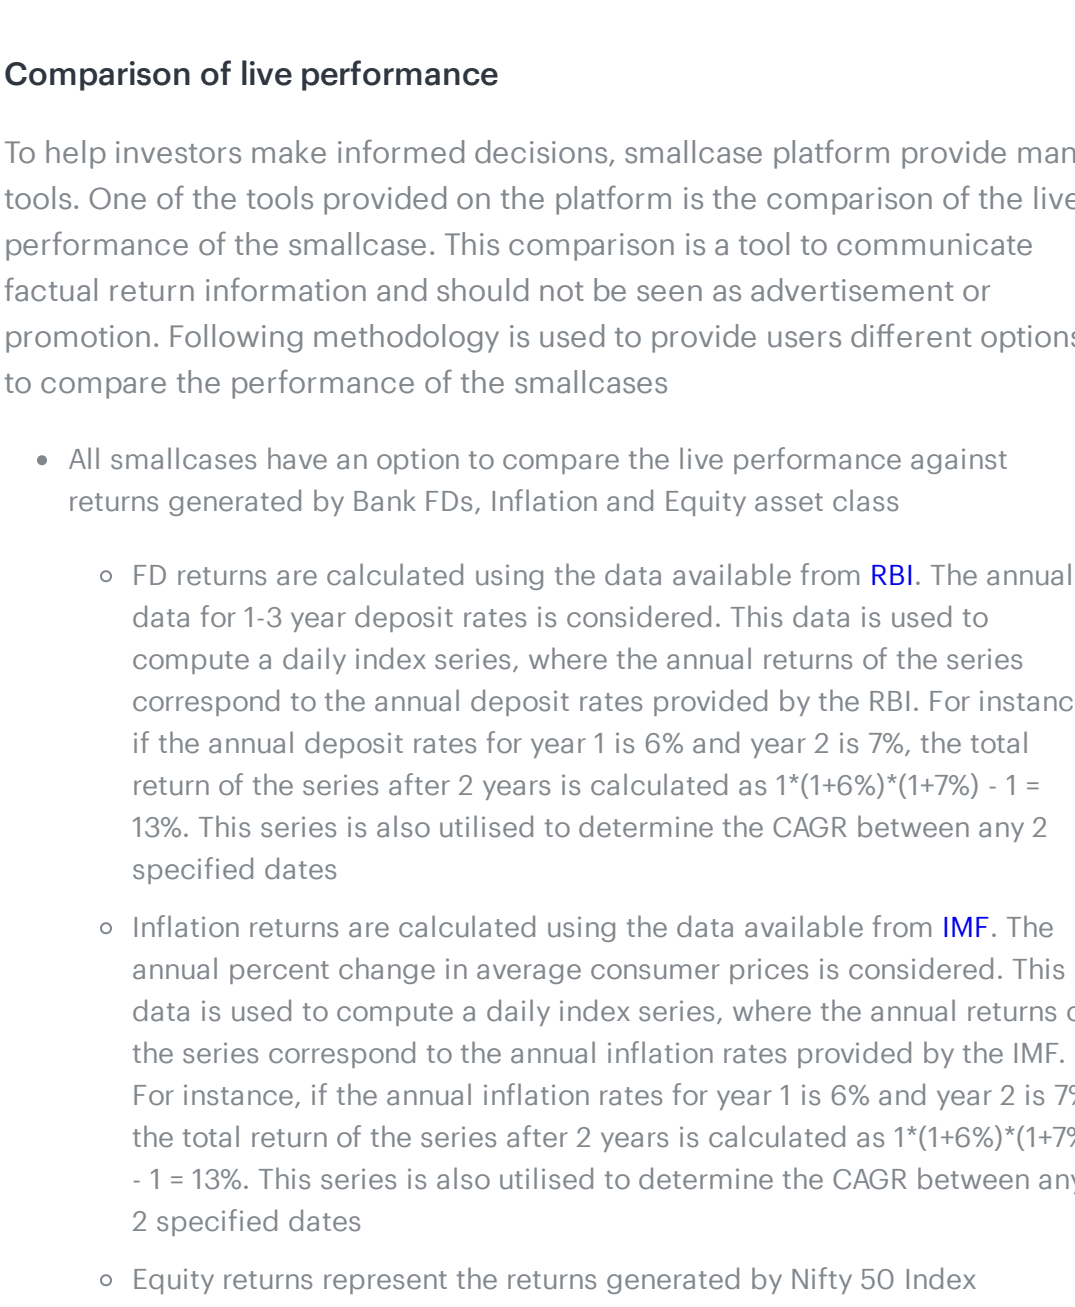 Comparison of live performance
To help investors make informed decisions, smallcase platform provide
tools. One of the tools provided on the platform is the comparison of the live
performance of the smallcase. This comparison is a tool to communicate
factual return information and should not be seen as advertisement or
promotion. Following methodology is used to provide users different options
to compare the performance of the smallcases
• All smallcases have an option to compare the live performance against
returns generated by Bank FDs, Inflation and Equity asset class
○ FD returns are calculated using the data available from RBI. The annual
data for 1-3 year deposit rates is considered. This data is used to
compute a daily index series, where the annual returns of the series
correspond to the annual deposit rates provided by the RBI. For
if the annual deposit rates for year 1 is 6% and year 2 is 7%, the total
return of the series after 2 years is calculated as 1*(1+6%)*(1+7%) - 1 =
13%. This series is also utilised to determine the CAGR between any 2
specified dates
○ Inflation returns are calculated using the data available from IMF. The
annual percent change in average consumer prices is considered. This
data is used to compute a daily index series, where the annual returns
the series correspond to the annual inflation rates provided by the IMF.
For instance, if the annual inflation rates for year 1 is 6% and year 2 is 7%
the total return of the series after 2 years is calculated as 1*(1+6%)*(1+7%
- 1 = 13%. This series is also utilised to determine the CAGR between any
2 specified dates
○ Equity returns represent the returns generated by Nifty 50 Index